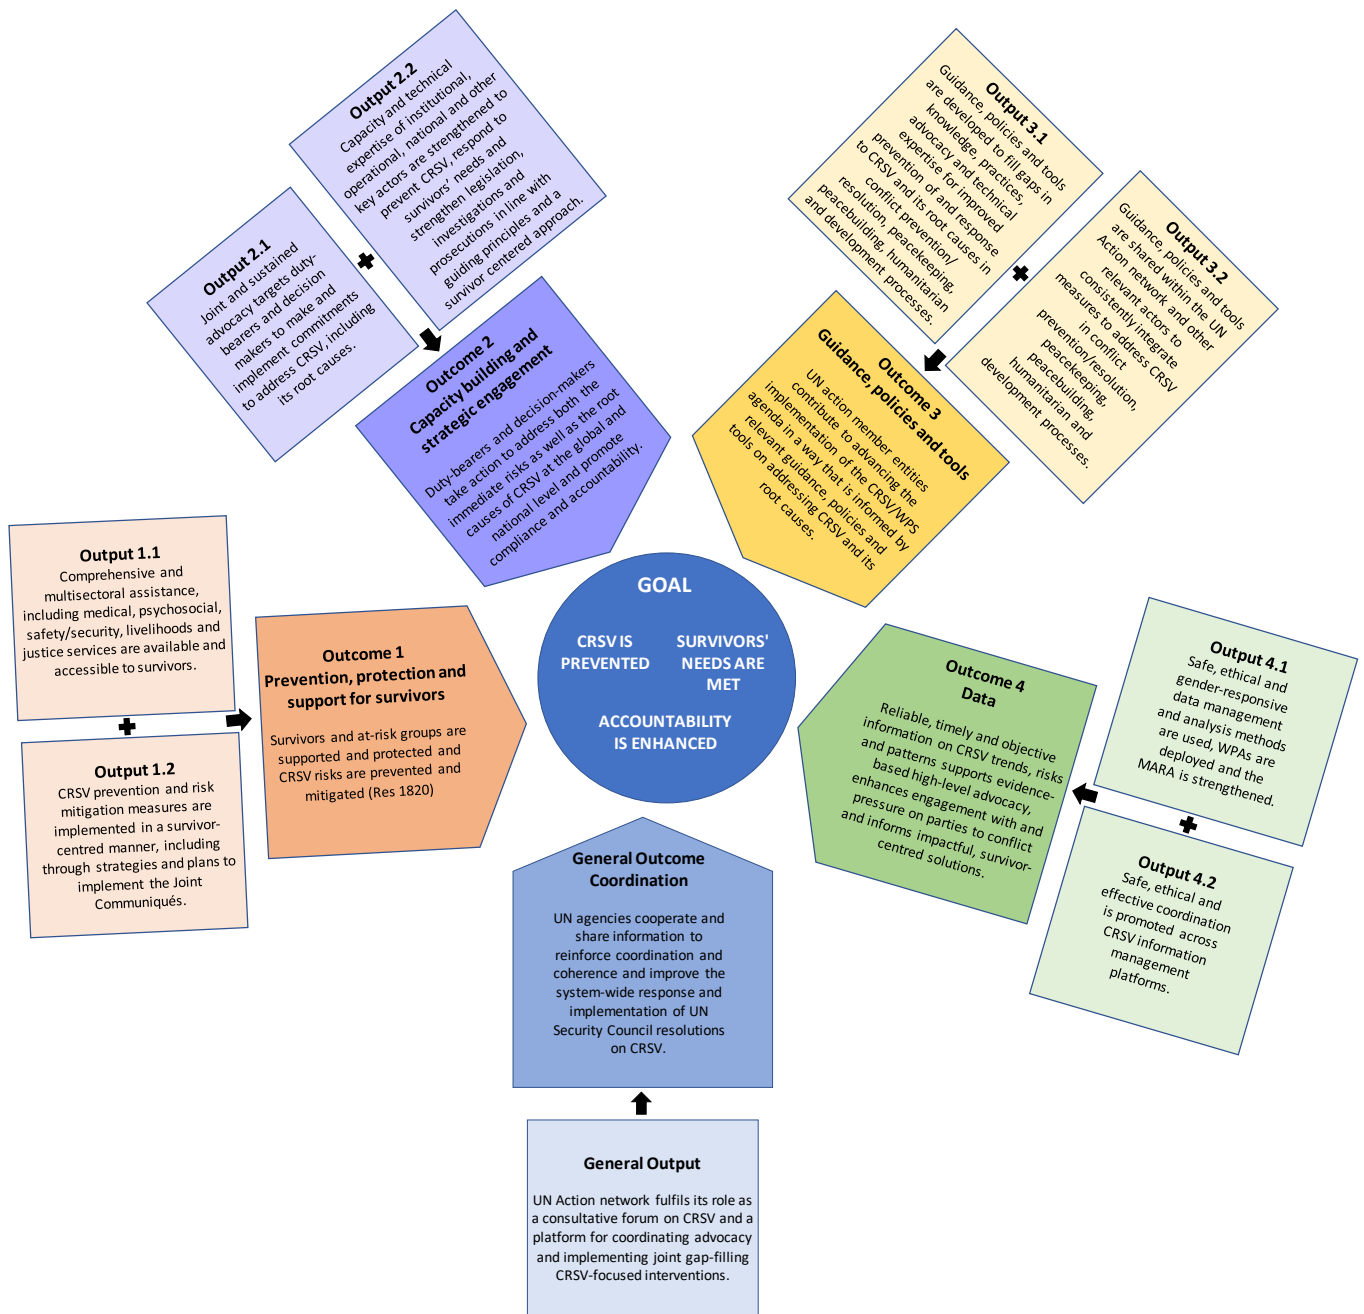 Output 2.2
Capacity and technical
expertise of institutional,
operational, national and other
key actors are strengthened to
prevent CRSV, respond to
survivors' needs and
strengthen legislation,
investigations and
prosecutions in line with
guiding principles and a
survivor centered approach.
Output 2.1
Joint and sustained
advocacy targets duty-
bearers and decision
makers to make and
implement commitments
to address CRSV, including
its root causes.
Outcome 2
Capacity building and
strategic engagement
Duty-bearers and decision-makers
take action to address both the
immediate risks as well as the root
causes of CRSV at the global and
national level and promote
compliance and accountability.
Output 3.1
Guidance, policies and tools
are developed to fill gaps in
knowledge, practices,
advocacy and technical
expertise for improved
prevention of and response
to CRSV and its root causes in
conflict prevention/
resolution, peacekeeping,
peacebuilding, humanitarian
and development processes.
Output 3.2
Guidance, policies and tools
are shared within the UN
Action network and other
relevant actors to
consistently integrate
measures to address CRSV
in conflict
prevention/resolution,
peacekeeping,
peacebuilding,
humanitarian and
development processes.
Outcome 3
Guidance, policies and tools
UN action member entities
contribute to advancing the
implementation of the CRSV/WPS
agenda in a way that is informed by
relevant guidance, policies and
tools on addressing CRSV and its
root causes.
Output 1.1
Comprehensive and
multisectoral assistance,
including medical, psychosocial,
safety/security, livelihoods and
justice services are available and
accessible to survivors.
Output 1.2
CRSV prevention and risk
mitigation measures are
implemented in a survivor-
centred manner, including
through strategies and plans to
implement the Joint
Communiqués.
Outcome 1
Prevention, protection and
support for survivors
Survivors and at-risk groups are
supported and protected and
CRSV risks are prevented and
mitigated (Res 1820)
GOAL
CRSV IS
PREVENTED
SURVIVORS'
NEEDS ARE
MET
ACCOUNTABILITY
IS ENHANCED
Outcome 4
Data
Reliable, timely and objective
information on CRSV trends, risks
and patterns supports evidence-
based high-level advocacy,
enhances engagement with and
pressure on parties to conflict
and informs impactful, survivor-
centred solutions.
Output 4.1
Safe, ethical and
gender-responsive
data management
and analysis methods
are used, WPAs are
deployed and the
MARA is strengthened.
Output 4.2
Safe, ethical and
effective coordination
is promoted across
CRSV information
management
platforms.
General Outcome
Coordination
UN agencies cooperate and
share information to
reinforce coordination and
coherence and improve the
system-wide response and
implementation of UN
Security Council resolutions
on CRSV.
General Output
UN Action network fulfils its role as
a consultative forum on CRSV and a
platform for coordinating advocacy
and implementing joint gap-filling
CRSV-focused interventions.